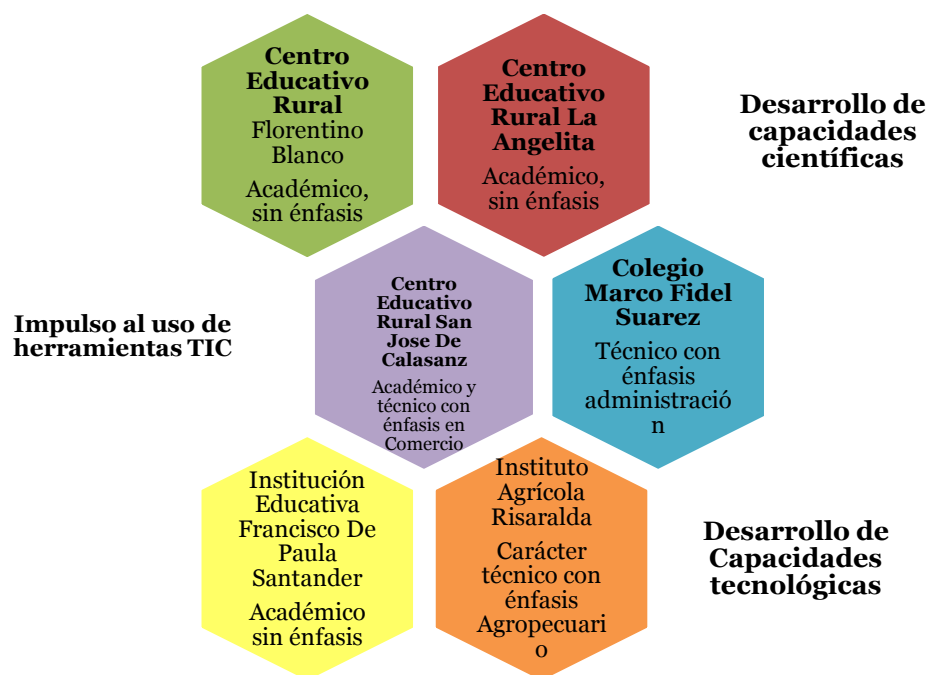 Centro
Educativo
Rural
Florentino
Blanco
Académico,
sin énfasis
Centro
Educativo
Rural La
Angelita
Académico,
sin énfasis
Desarrollo de
capacidades
científicas
Impulso al uso de
herramientas TIC
Centro
Educativo
Rural San
Jose De
Calasanz
Académico y
técnico con
énfasis en
Comercio
Colegio
Marco Fidel
Suarez
Técnico con
énfasis
administració
n
Institución
Educativa
Francisco De
Paula
Santander
Académico
sin énfasis
Instituto
Agrícola
Risaralda
Carácter
técnico con
énfasis
Agropecuari
o
Desarrollo de
Capacidades
tecnológicas